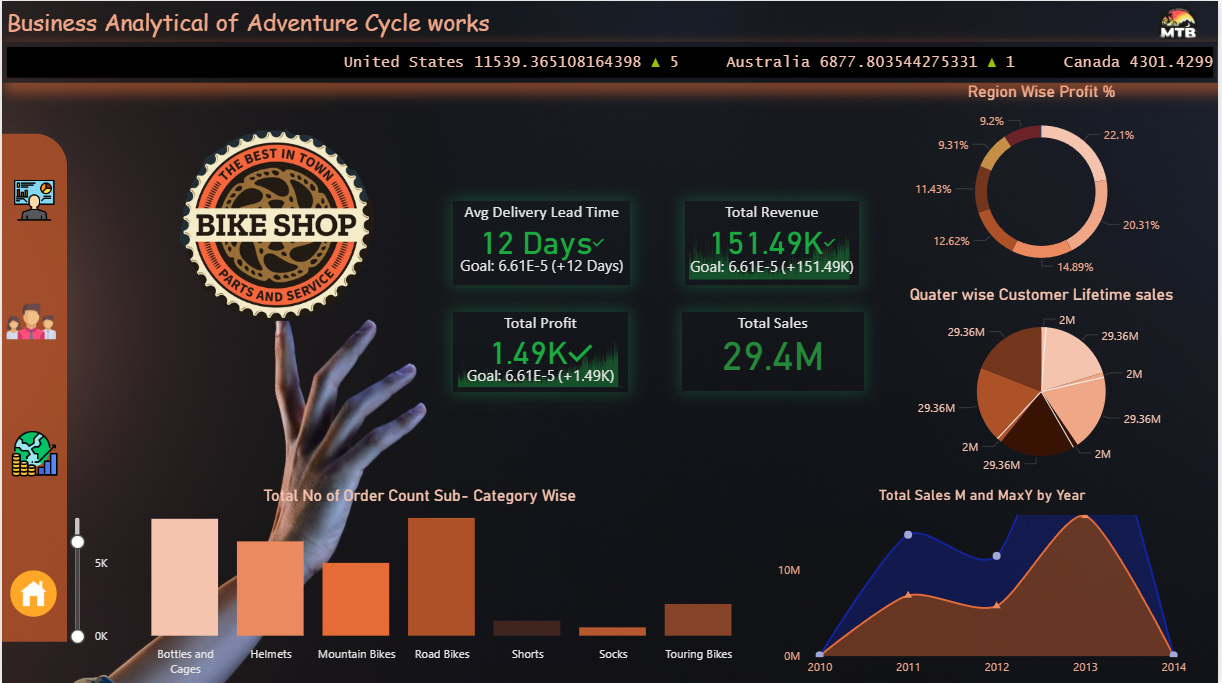 Business Analytical of Adventure Cycle works
MTB
United States 11539.365108164398 ▲ 5 Australia 6877.803544275331 ▲ 1 Canada 4301.4299
Region Wise Profit %
9.2%
22.1%
9.31%
11.43%
20.31%
12.62%
14.89%
THE BEST IN TOWN
BIKE SHOP
PARTS AND SERVICE
Avg Delivery Lead Time
12 Days
Goal: 6.61E-5 (+12 Days)
Total Revenue
151.49K
Goal: 6.61E-5 (+151.49K)
Total Profit
1.49K
Goal: 6.61E-5 (+1.49K)
Total Sales
29.4M
Quater wise Customer Lifetime sales
2M
29.36M
29.36M
2M
29.36M
29.36M
2M
2M
29.36M
Total No of Order Count Sub- Category Wise
5K
0K
Bottles and
Cages
Helmets
Mountain Bikes
Road Bikes
Shorts
Socks
Touring Bikes
Total Sales M and MaxY by Year
10M
0M
2010
2011
2012
2013
2014